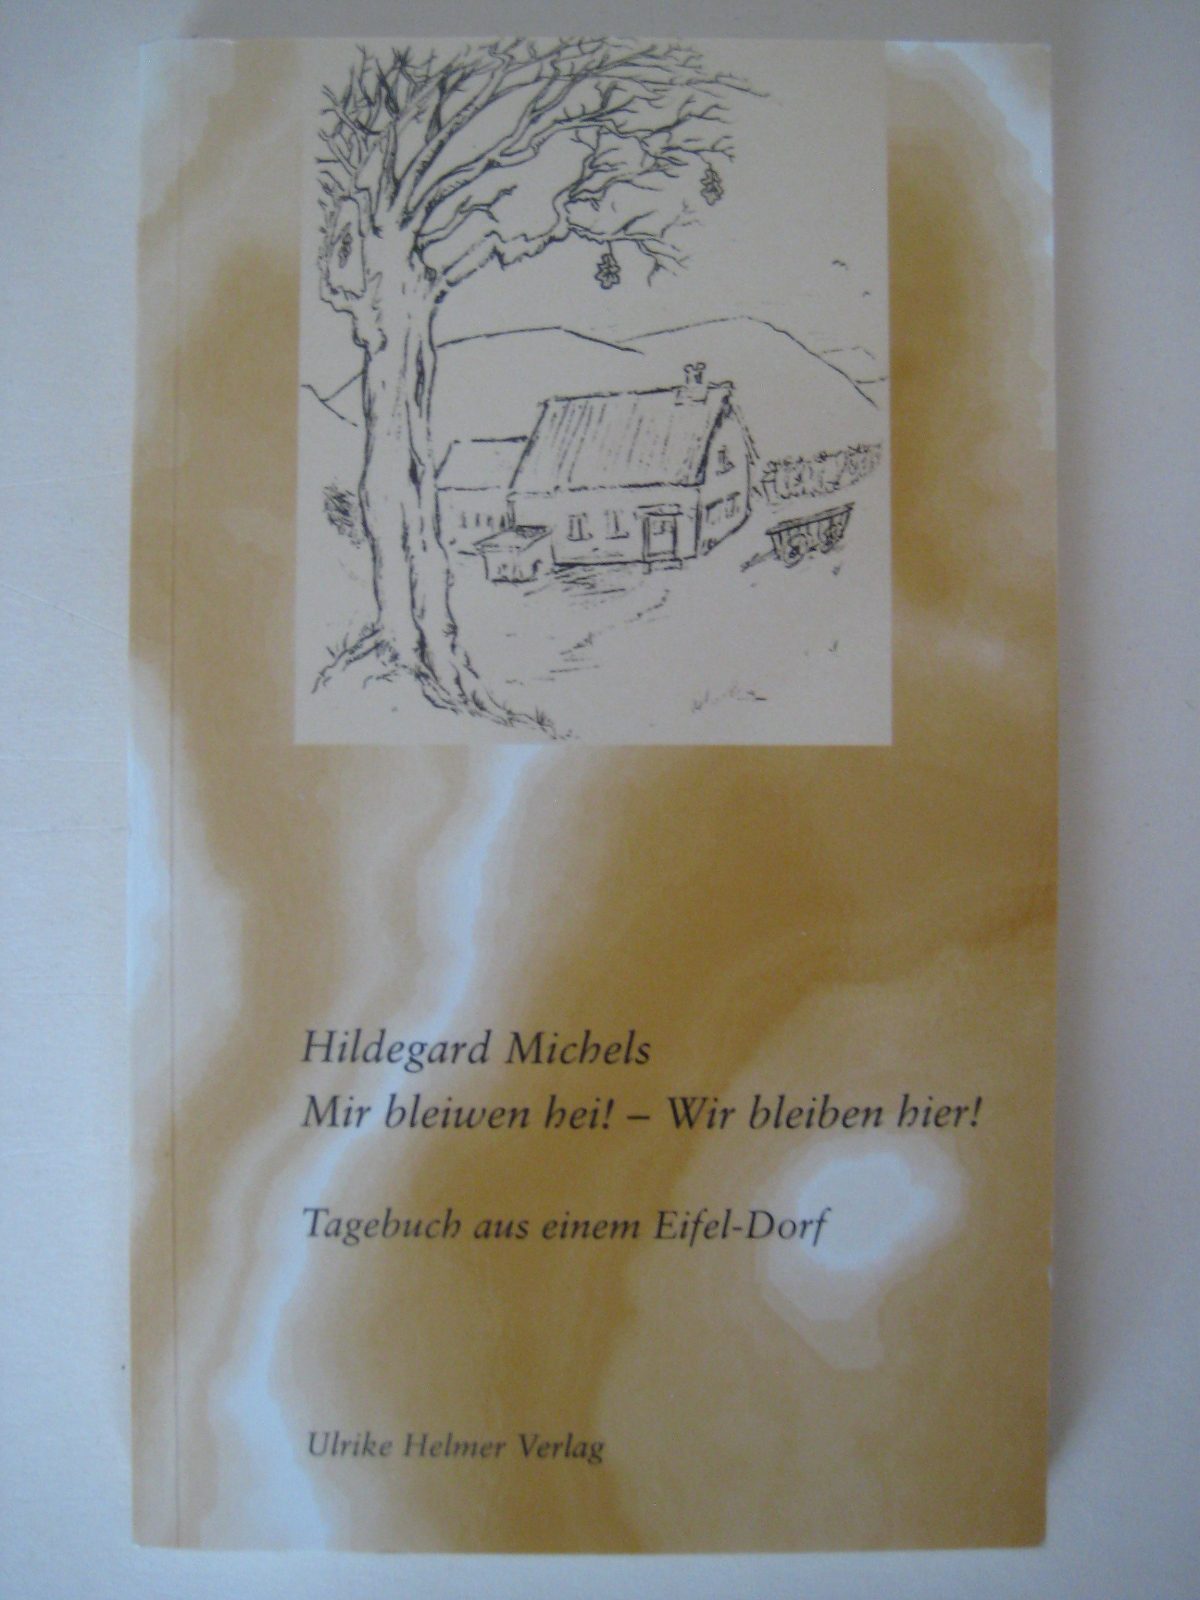 Hildegard Michels
Mir bleiwen hei! – Wir bleiben hier!
Tagebuch aus einem Eifel-Dorf
Ulrike Helmer Verlag